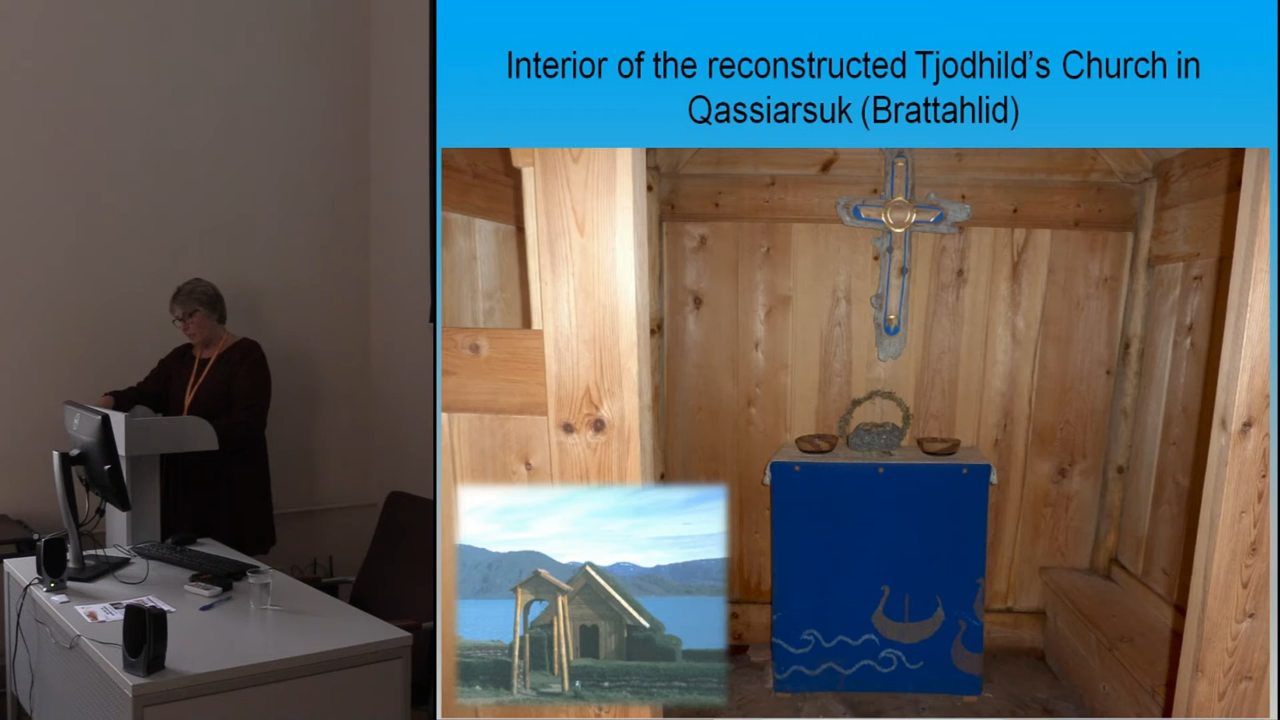 Interior of the reconstructed Tjodhild's Church in
Qassiarsuk (Brattahlid)